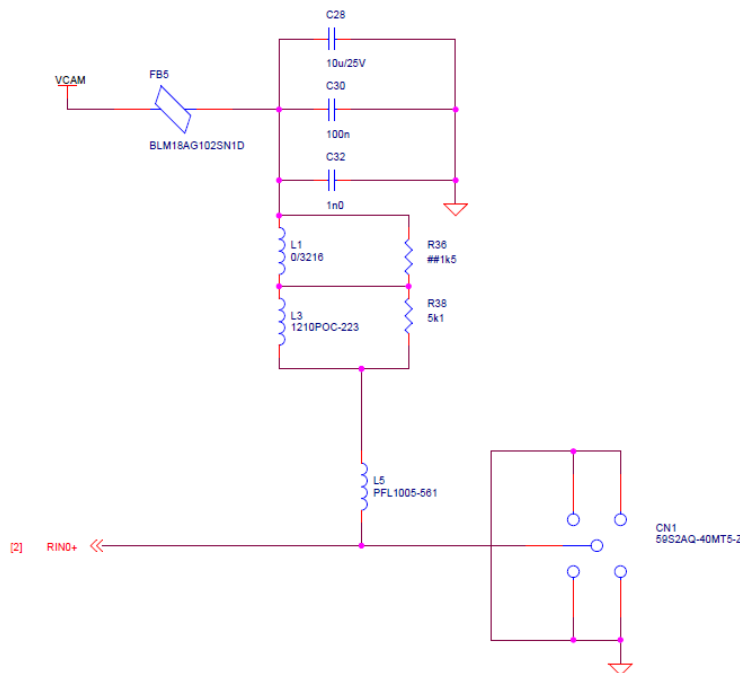 C28
10u/25V
VCAM
FB5
BLM18AG102SN1D
C30
100n
C32
1n0
L1
0/3216
R36
##1k5
L3
1210POC-223
R38
5k1
L5
PFL1005-561
[2] RIN0+
CN1
59S2AQ-40MT5-Z